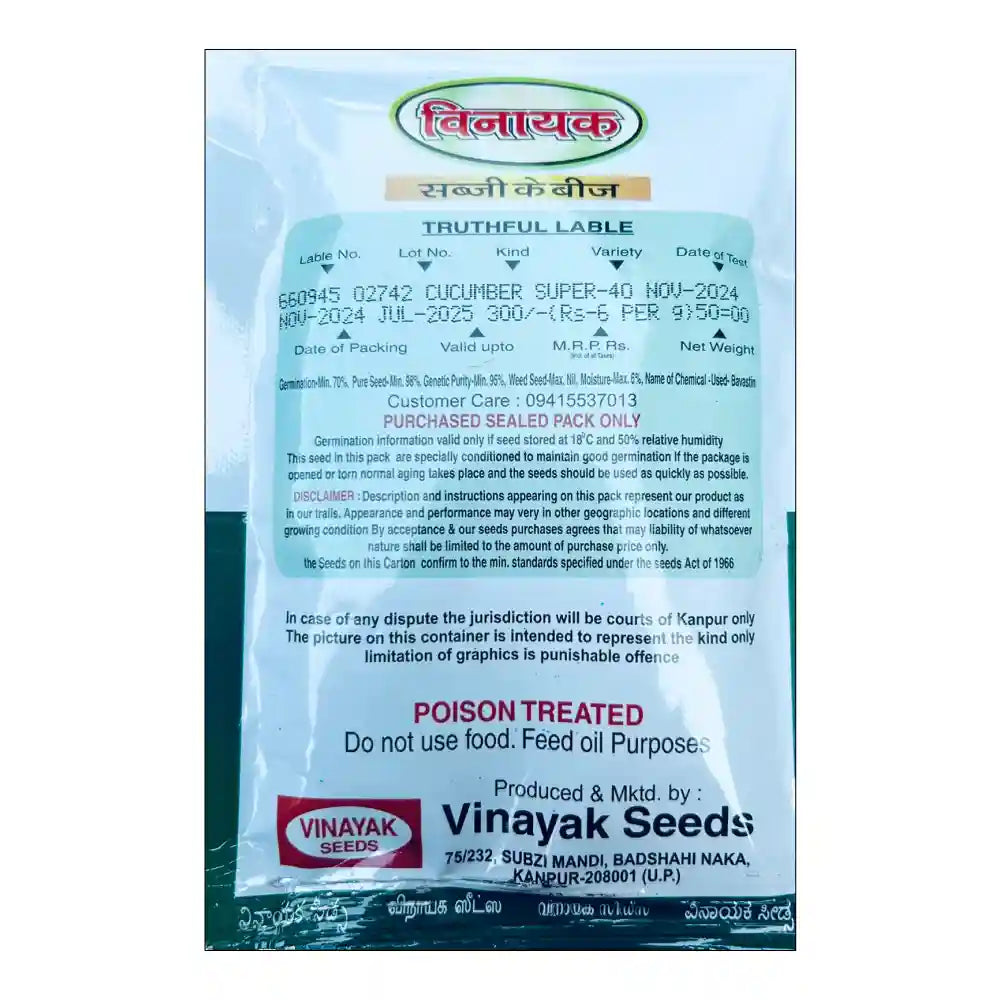 विनायक
सब्जी के बीज
TRUTHFUL LABLE
Lable No. Lot No. Kind Variety Date of Test
660945 02742 CUCUMBER SUPER-40 NOV-2024
NOV-2024 JUL-2025 300/-(Rs-6 PER g)50=00
Date of Packing Valid upto M.R.P. Rs. Net Weight
(Incl. of all Taxes)
Germination-Min. 70%, Pure Seed-Min. 98%, Genetic Purity-Min. 95%, Weed Seed-Max, Nil, Moisture-Max. 6%, Name of Chemical -Used- Bavastin
Customer Care : 09415537013
PURCHASED SEALED PACK ONLY
Germination information valid only if seed stored at 18°C and 50% relative humidity
This seed in this pack are specially conditioned to maintain good germination If the package is
opened or torn normal aging takes place and the seeds should be used as quickly as possible.
DISCLAIMER : Description and instructions appearing on this pack represent our product as
in our trails. Appearance and performance may very in other geographic locations and different
growing condition By acceptance & our seeds purchases agrees that may liability of whatsoever
nature shall be limited to the amount of purchase price only.
the Seeds on this Carton confirm to the min. standards specified under the seeds Act of 1966
In case of any dispute the jurisdiction will be courts of Kanpur only
The picture on this container is intended to represent the kind only
limitation of graphics is punishable offence
POISON TREATED
Do not use food. Feed oil Purposes
Produced & Mktd. by :
Vinayak Seeds
75/232, SUBZI MANDI, BADSHAHI NAKA,
KANPUR-208001 (U.P.)
VINAYAK
SEEDS